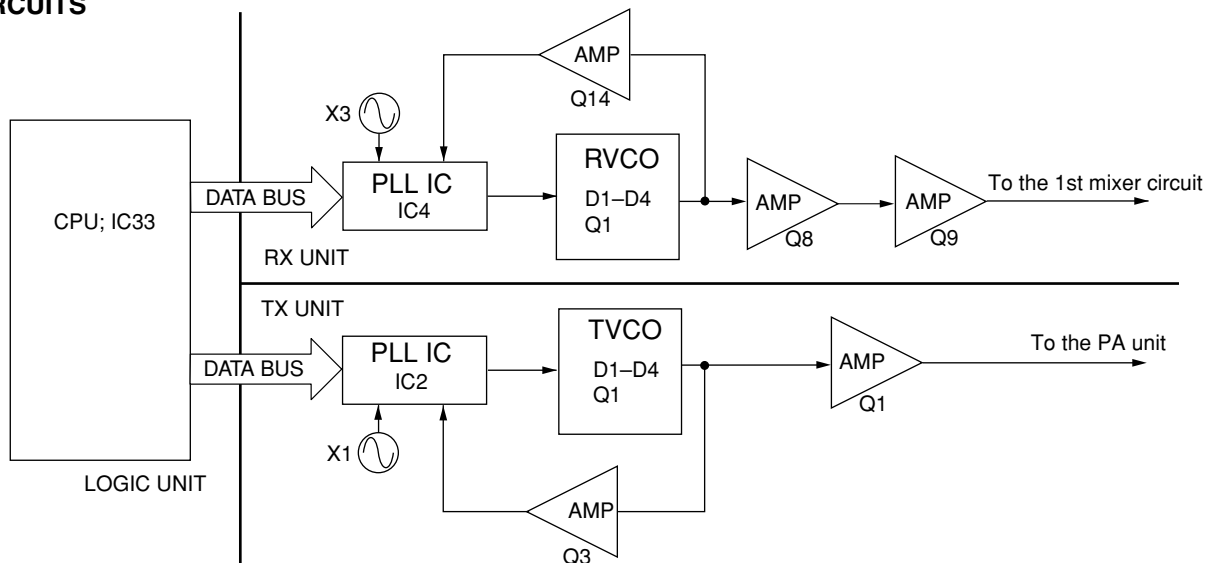 RCUITS
AMP
Q14
X3
PLL IC
IC4
RVCO
D1–D4
Q1
AMP
Q8
AMP
Q9
To the 1st mixer circuit
DATA BUS
CPU; IC33
RX UNIT
TX UNIT
PLL IC
IC2
TVCO
D1–D4
Q1
AMP
Q1
To the PA unit
DATA BUS
X1
LOGIC UNIT
AMP
Q3